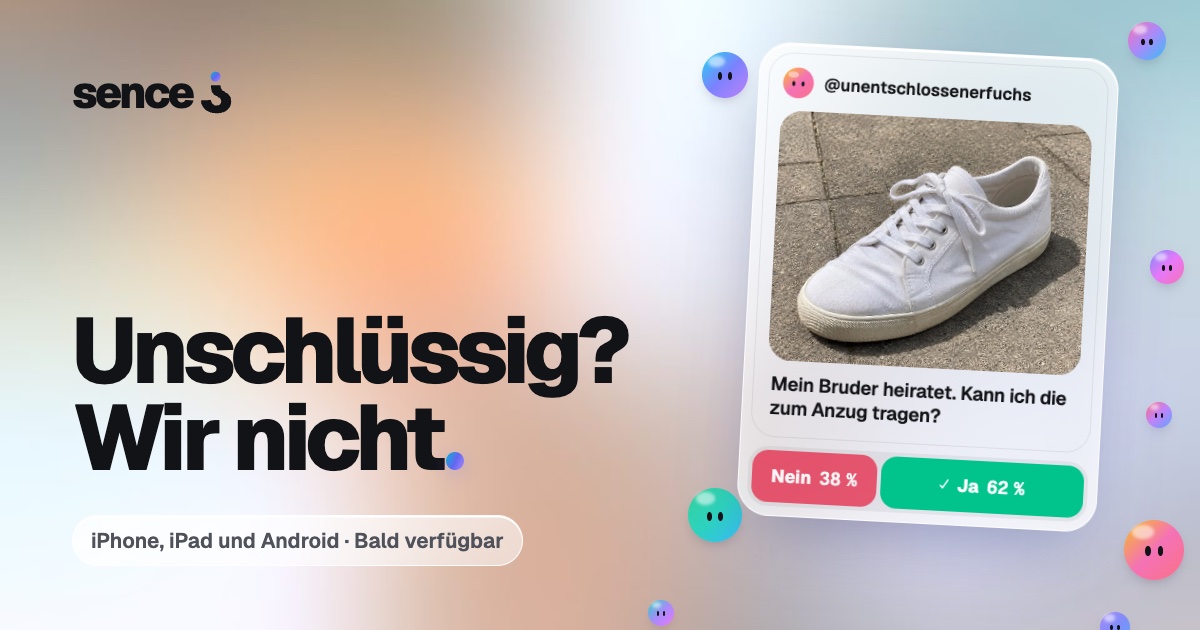 sence
@unentschlossenerfuchs
Unschlüssig?
Wir nicht.
Mein Bruder heiratet. Kann ich die
zum Anzug tragen?
Nein 38 %
✓ Ja 62 %
iPhone, iPad und Android · Bald verfügbar